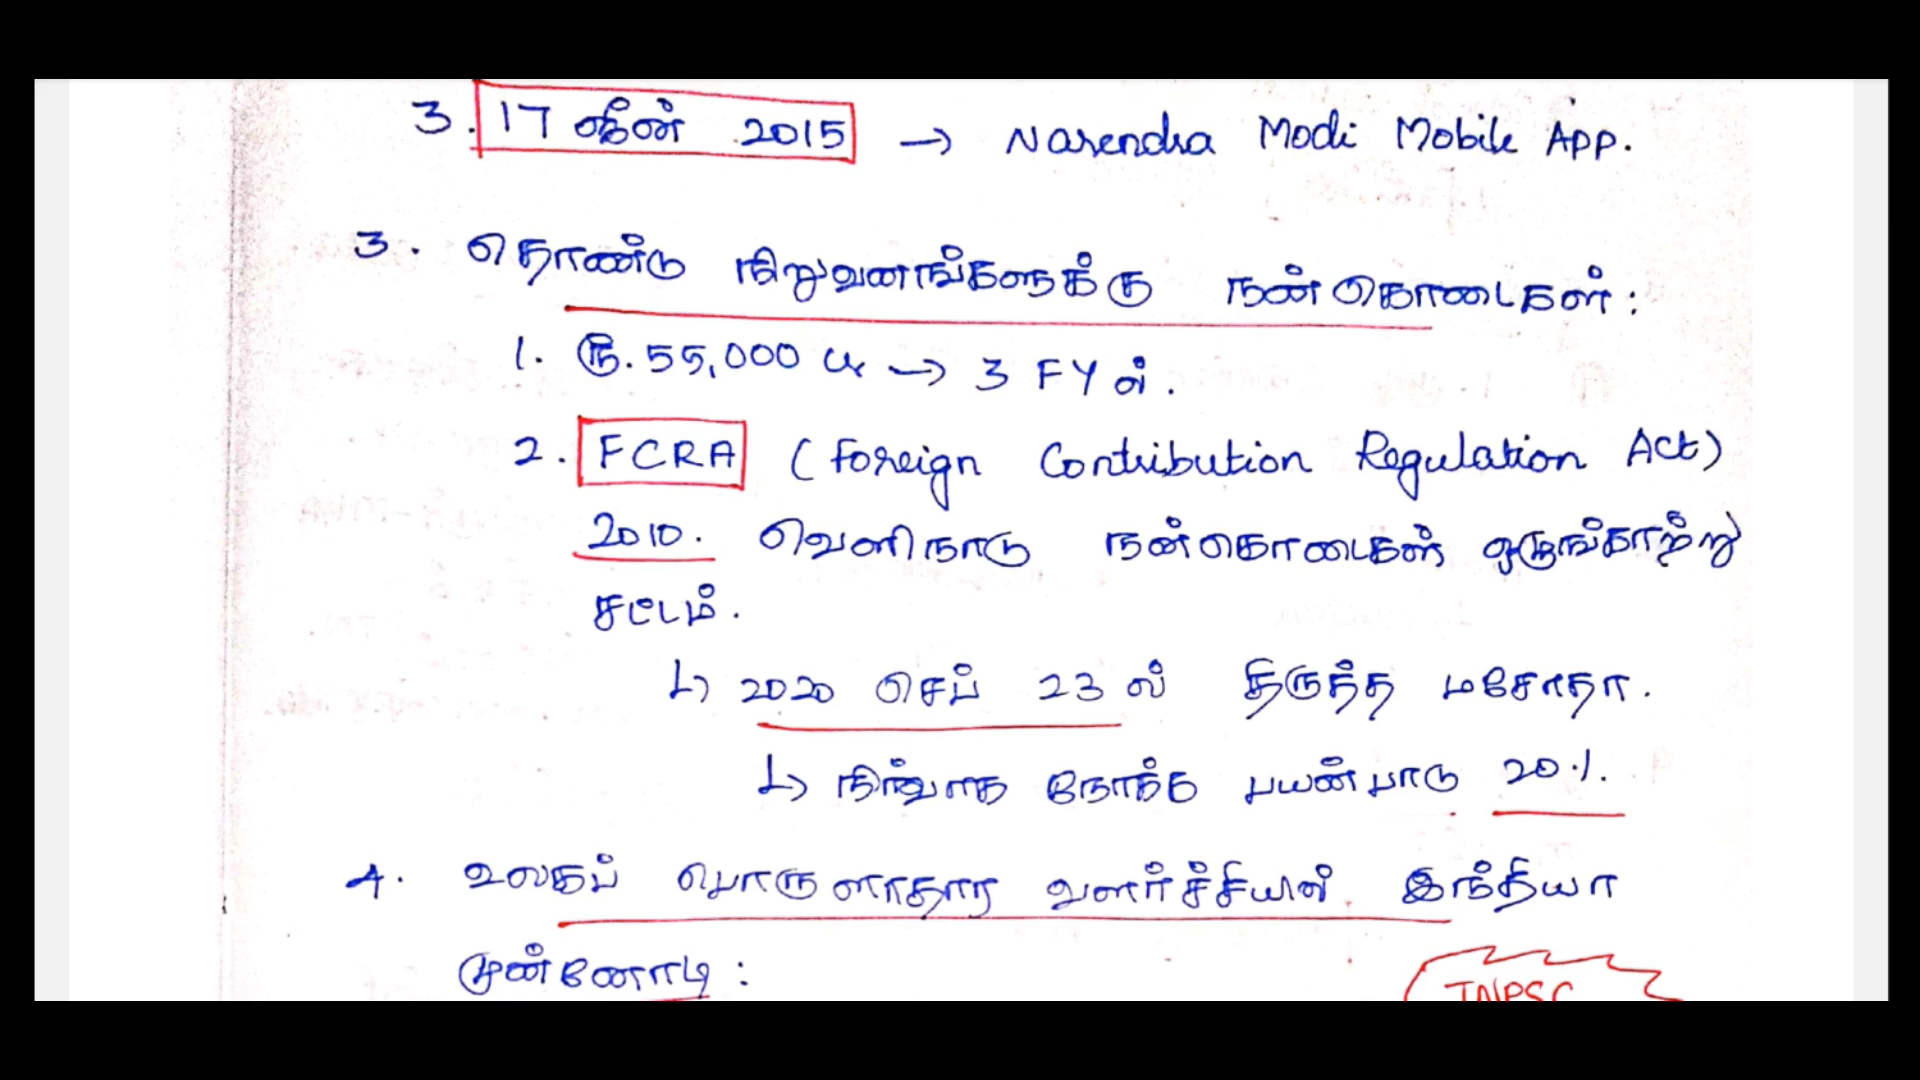 3. 17 ஜீன் 2015 → Narendra Modi Mobile App.
3. தொண்டு நிறுவனங்களுக்கு நன்கொடைகள்:
1. ரூ. 55,000 → 3 FY ல்.
2. FCRA (Foreign Contribution Regulation Act)
2010. வெளிநாடு நன்கொடைகள் ஒழுங்காற்று
சட்டம்.
↳ 2020 செப் 23 ல் திருத்த மசோதா.
↳ நிர்வாக நோக்க பயன்பாடு 20%.
4. உலகப் பொருளாதார வளர்ச்சியில் இந்தியா
முன்னோடி:
TNPSC